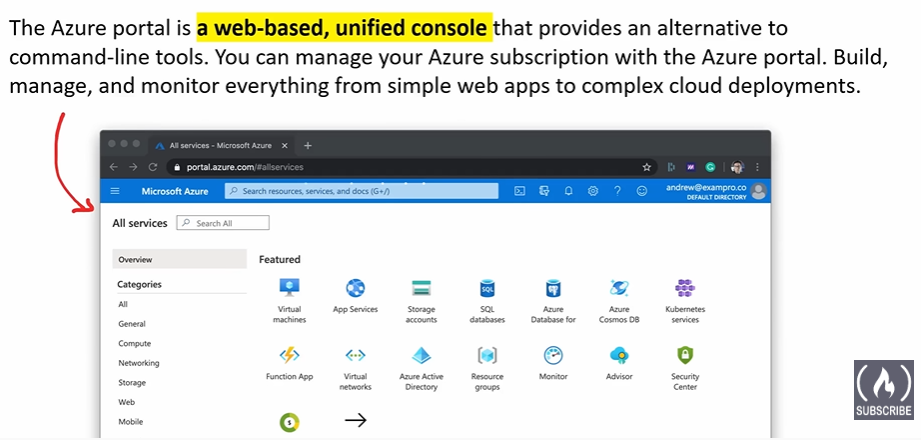 The Azure portal is a web-based, unified console that provides an alternative to
command-line tools. You can manage your Azure subscription with the Azure portal. Build,
manage, and monitor everything from simple web apps to complex cloud deployments.
All services - Microsoft Azure
portal.azure.com/#allservices
Microsoft Azure
Search resources, services, and docs (G+/)
andrew@exampro.co
DEFAULT DIRECTORY
All services
Search All
Overview
Categories
All
General
Compute
Networking
Storage
Web
Mobile
Featured
Virtual
machines
App Services
Storage
accounts
SQL
SQL
databases
Azure
Database for
Azure
Cosmos DB
Kubernetes
services
Function App
Virtual
networks
Azure Active
Directory
Resource
groups
Monitor
Advisor
Security
Center
SUBSCRIBE